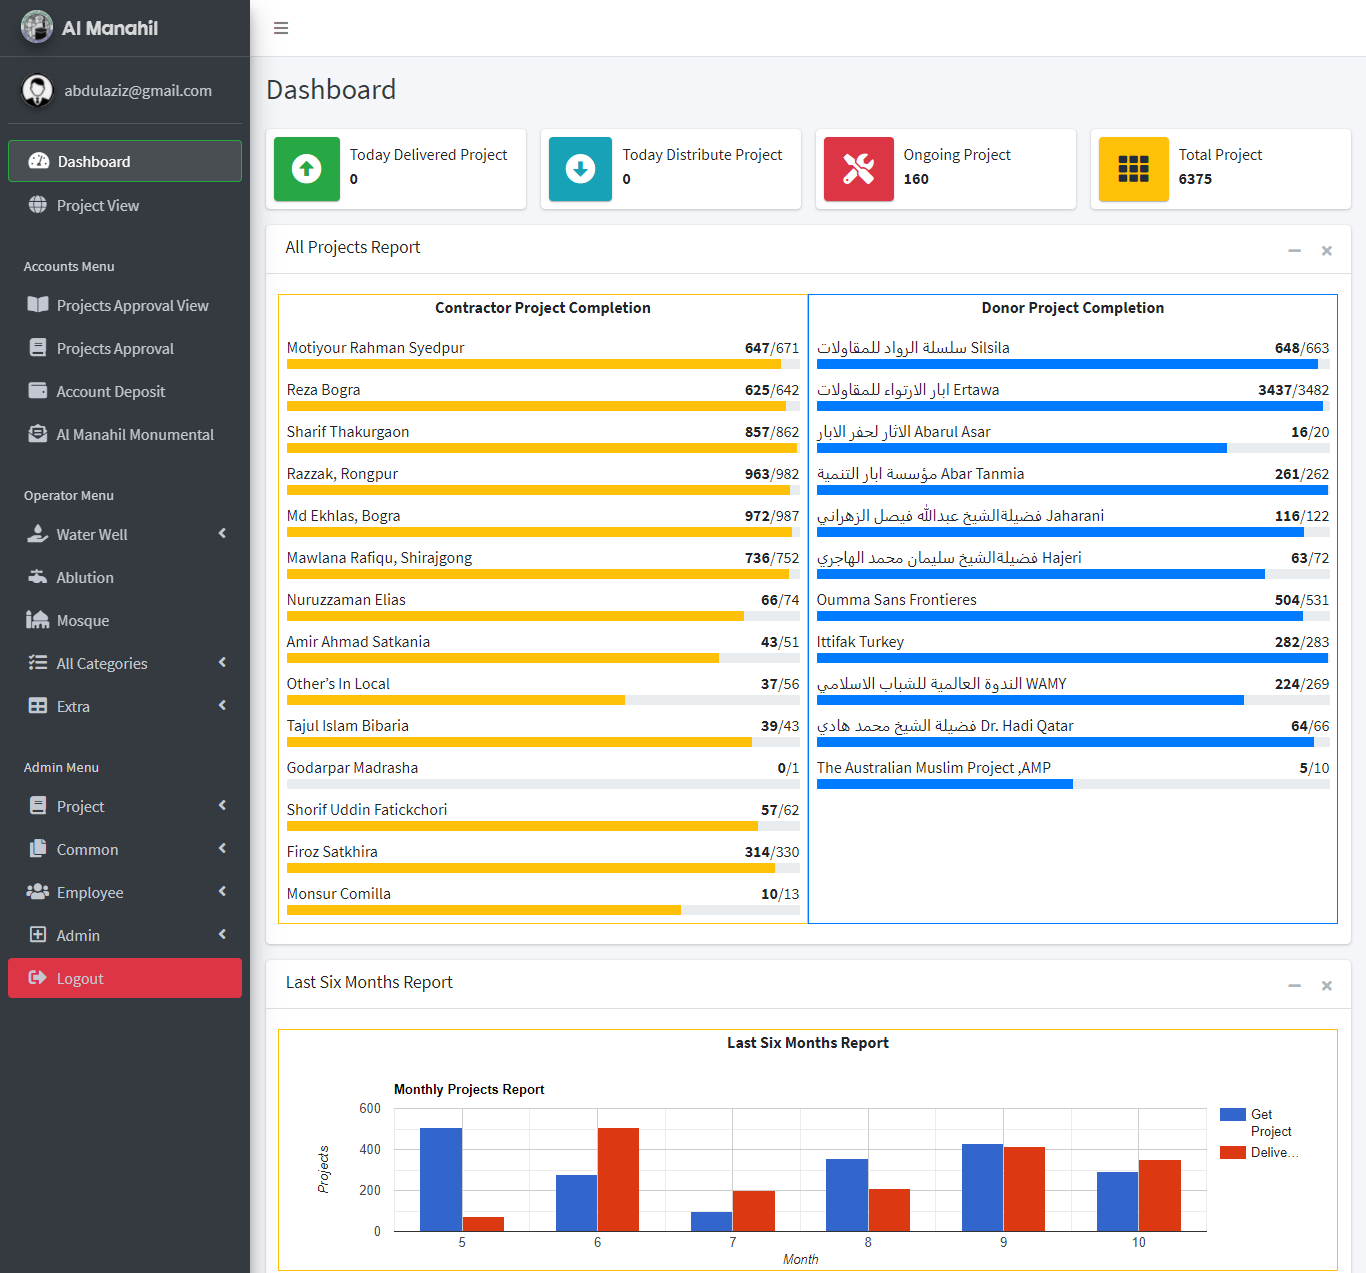 Al Manahil
abdulaziz@gmail.com
Dashboard
Project View
Accounts Menu
Projects Approval View
Projects Approval
Account Deposit
Al Manahil Monumental
Operator Menu
Water Well
Ablution
Mosque
All Categories
Extra
Admin Menu
Project
Common
Employee
Admin
Logout
Dashboard
Today Delivered Project
0
Today Distribute Project
0
Ongoing Project
160
Total Project
6375
All Projects Report
Contractor Project Completion
Motiyour Rahman Syedpur 647/671
Reza Bogra 625/642
Sharif Thakurgaon 857/862
Razzak, Rongpur 963/982
Md Ekhlas, Bogra 972/987
Mawlana Rafiqu, Shirajgong 736/752
Nuruzzaman Elias 66/74
Amir Ahmad Satkania 43/51
Other's In Local 37/56
Tajul Islam Bibaria 39/43
Godarpar Madrasha 0/1
Shorif Uddin Fatickchori 57/62
Firoz Satkhira 314/330
Monsur Comilla 10/13
Donor Project Completion
سلسلة الرواد للمقاولات Silsila 648/663
ابار الارتواء للمقاولات Ertawa 3437/3482
الاثار لحفر الابار Abarul Asar 16/20
مؤسسة ابار التنمية Abar Tanmia 261/262
فضيلةالشيخ عبدالله فيصل الزهراني Jaharani 116/122
فضيلةالشيخ سليمان محمد الهاجري Hajeri 63/72
Oumma Sans Frontieres 504/531
Ittifak Turkey 282/283
الندوة العالمية للشباب الاسلامي WAMY 224/269
فضيلة الشيخ محمد هادي Dr. Hadi Qatar 64/66
The Australian Muslim Project ,AMP 5/10
Last Six Months Report
Last Six Months Report
Monthly Projects Report
600
400
200
0
Projects
5 6 7 8 9 10
Month
Get
Project
Delive...